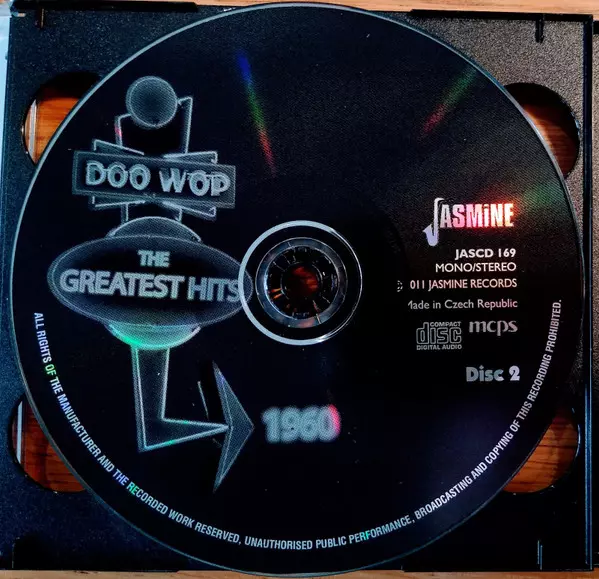 DOO WOP
THE
GREATEST HITS
1960
JASMiNE
JASCD 169
MONO/STEREO
011 JASMINE RECORDS
Made in Czech Republic
COMPACT
disc
DIGITAL AUDIO
mcps
Disc 2
ALL RIGHTS OF THE MANUFACTURER AND THE RECORDED WORK RESERVED, UNAUTHORISED PUBLIC PERFORMANCE, BROADCASTING AND COPYING OF THIS RECORDING PROHIBITED.